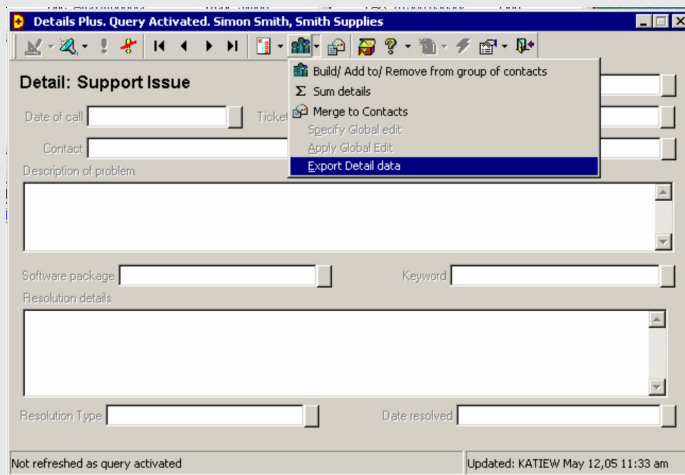 Details Plus. Query Activated. Simon Smith, Smith Supplies
Build/ Add to/ Remove from group of contacts
Detail: Support Issue
Σ Sum details
Date of call
Ticket
Merge to Contacts
Specify Global edit
Contact
Apply Global Edit
Description of problem
Export Detail data
Software package
Keyword
Resolution details
Resolution Type
Date resolved
Not refreshed as query activated
Updated: KATIEW May 12,05 11:33 am